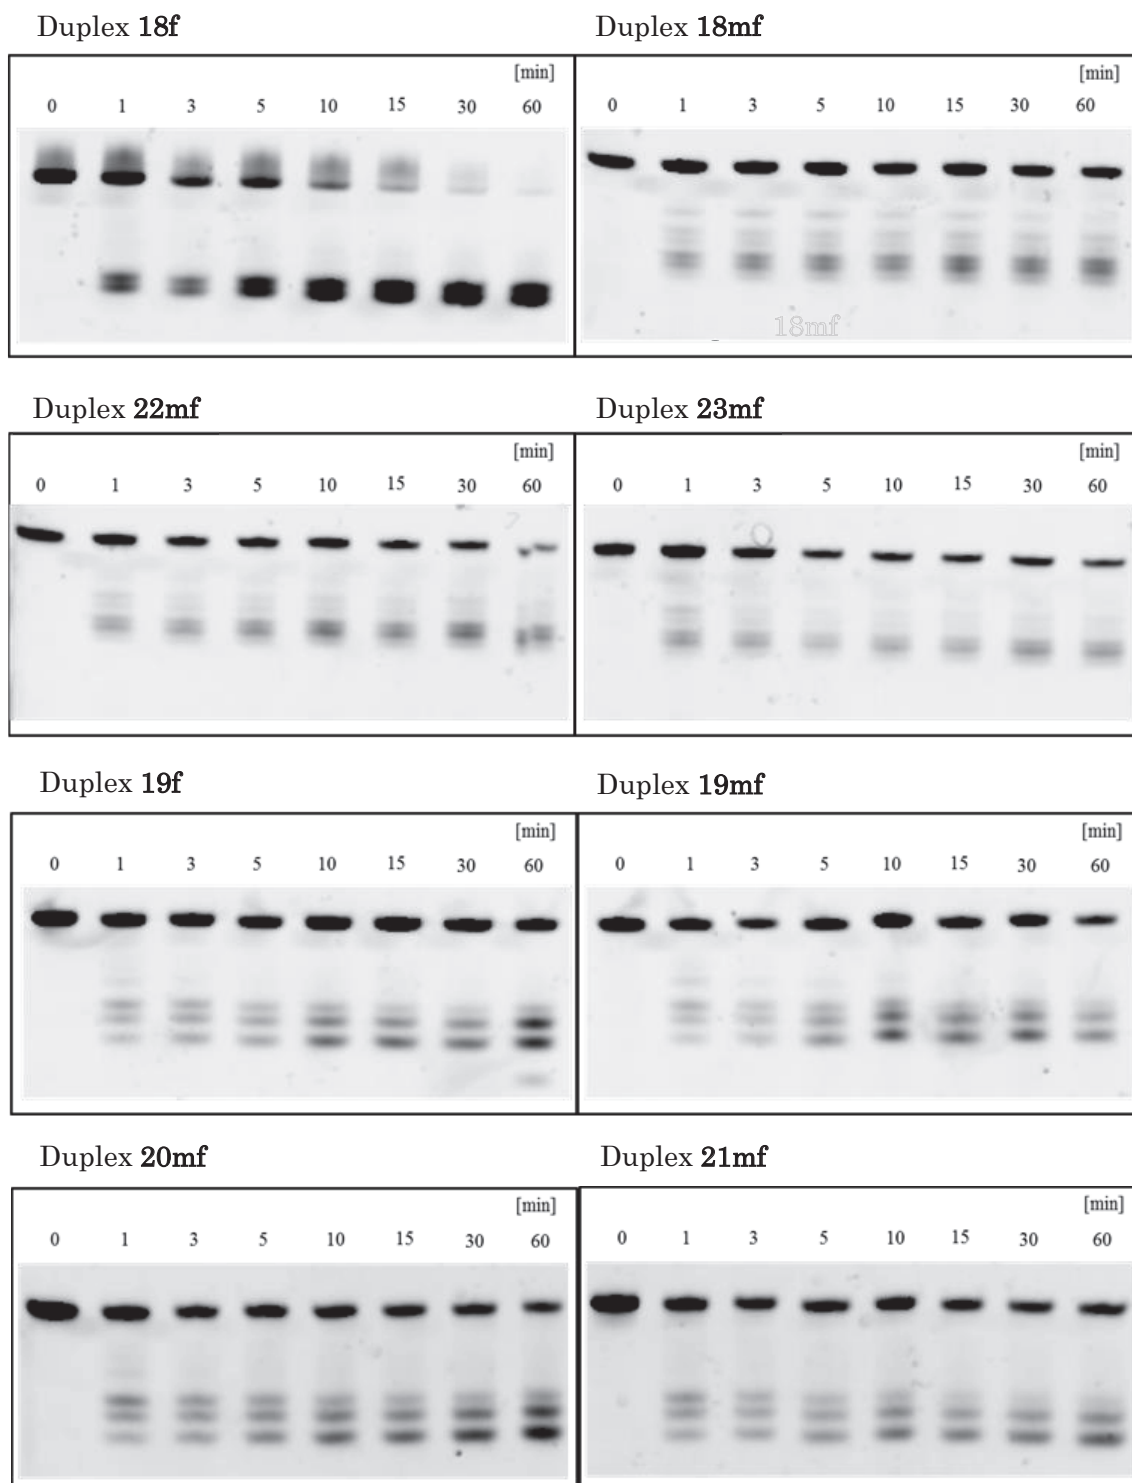 Duplex 18f
Duplex 18mf
[min]
0 1 3 5 10 15 30 60
[min]
0 1 3 5 10 15 30 60
18mf
Duplex 22mf
Duplex 23mf
[min]
0 1 3 5 10 15 30 60
[min]
0 1 3 5 10 15 30 60
Duplex 19f
Duplex 19mf
[min]
0 1 3 5 10 15 30 60
[min]
0 1 3 5 10 15 30 60
Duplex 20mf
Duplex 21mf
[min]
0 1 3 5 10 15 30 60
[min]
0 1 3 5 10 15 30 60